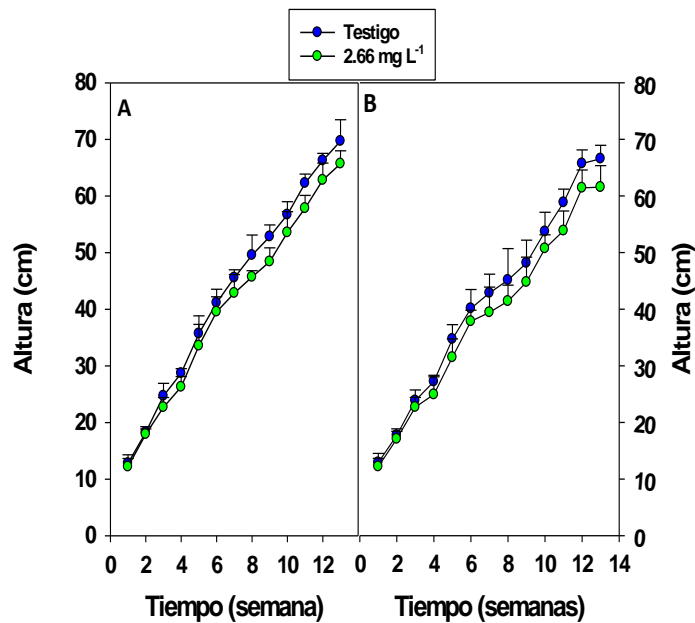 Testigo
2.66 mg L-1
A
B
80
70
60
50
40
30
20
10
0
Altura (cm)
80
70
60
50
40
30
20
10
0
Altura (cm)
0 2 4 6 8 10 12
0 2 4 6 8 10 12 14
Tiempo (semana)
Tiempo (semanas)